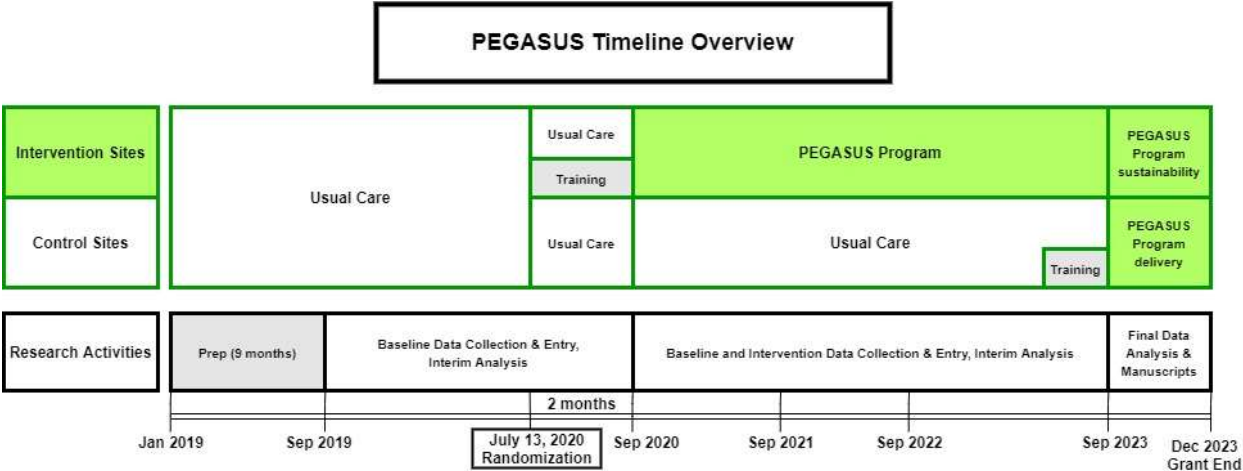 PEGASUS Timeline Overview
Intervention Sites
Control Sites
Usual Care
Usual Care
Training
Usual Care
PEGASUS Program
Usual Care
Training
PEGASUS
Program
sustainability
PEGASUS
Program
delivery
Research Activities
Prep (9 months)
Baseline Data Collection & Entry,
Interim Analysis
Baseline and Intervention Data Collection & Entry, Interim Analysis
Final Data
Analysis &
Manuscripts
2 months
Jan 2019
Sep 2019
July 13, 2020
Randomization
Sep 2020
Sep 2021
Sep 2022
Sep 2023
Dec 2023
Grant End